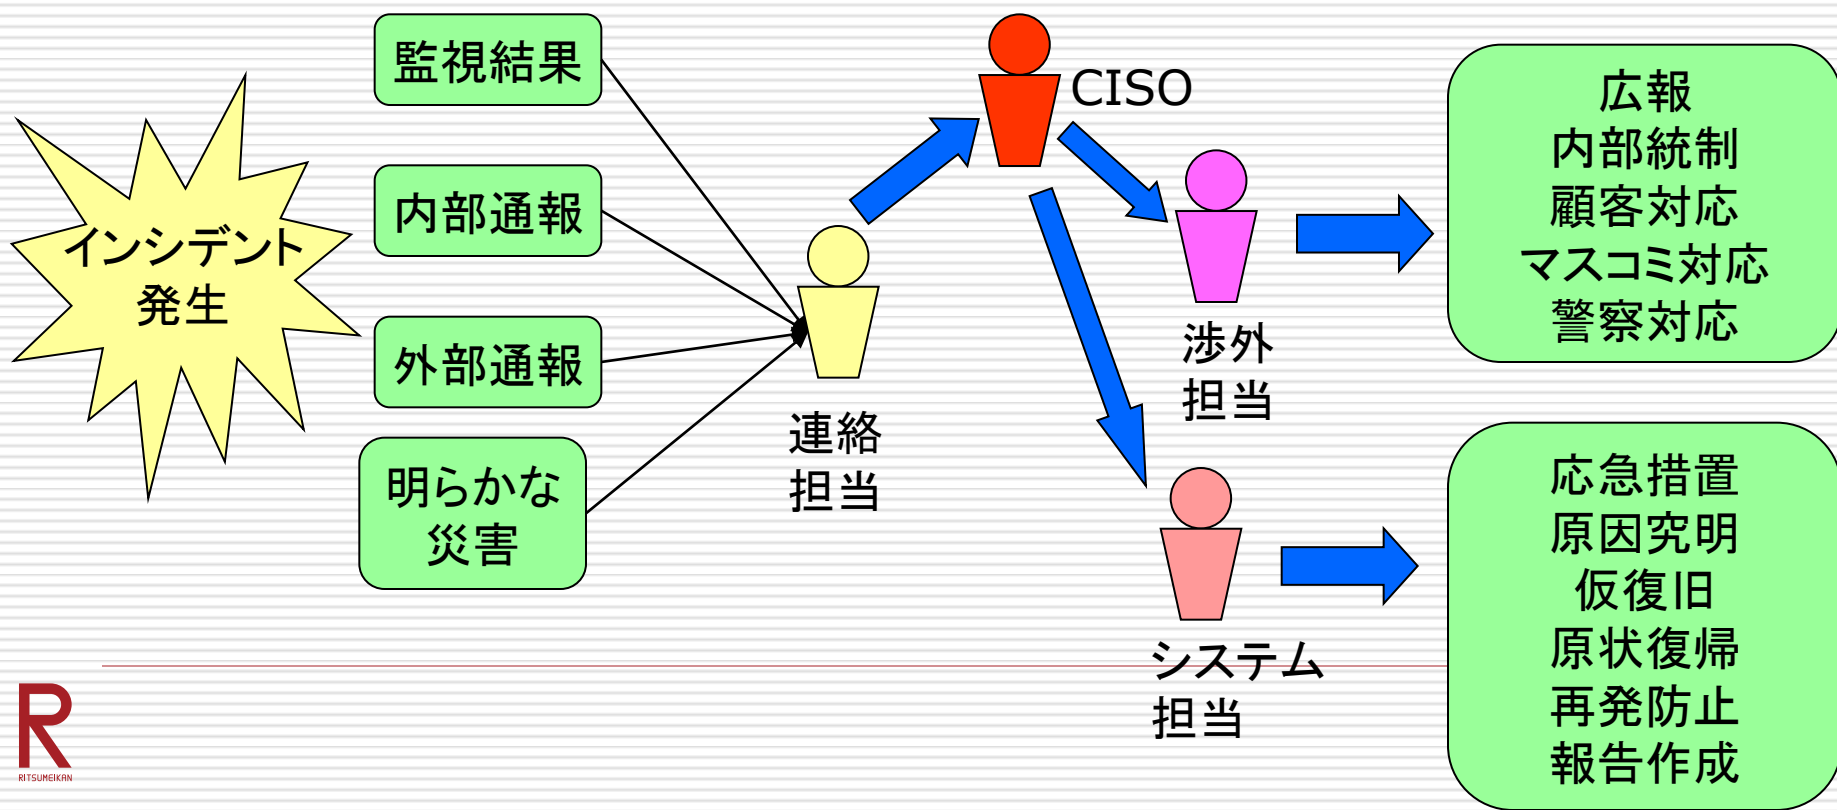 インシデント
発生
監視結果
内部通報
外部通報
明らかな
災害
連絡
担当
CISO
渉外
担当
システム
担当
広報
内部統制
顧客対応
マスコミ対応
警察対応
応急措置
原因究明
仮復旧
原状復帰
再発防止
報告作成
R
RITSUMEIKAN